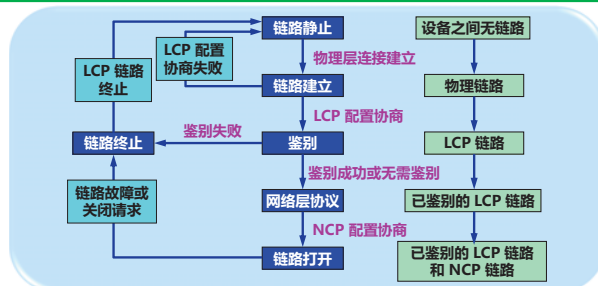 链路静止
设备之间无链路
LCP 配置
协商失败
物理层连接建立
LCP 链路
终止
链路建立
物理链路
LCP 配置协商
鉴别失败
链路终止
鉴别
LCP 链路
鉴别成功或无需鉴别
链路故障或
关闭请求
网络层协议
已鉴别的 LCP 链路
NCP 配置协商
链路打开
已鉴别的 LCP 链路
和 NCP 链路